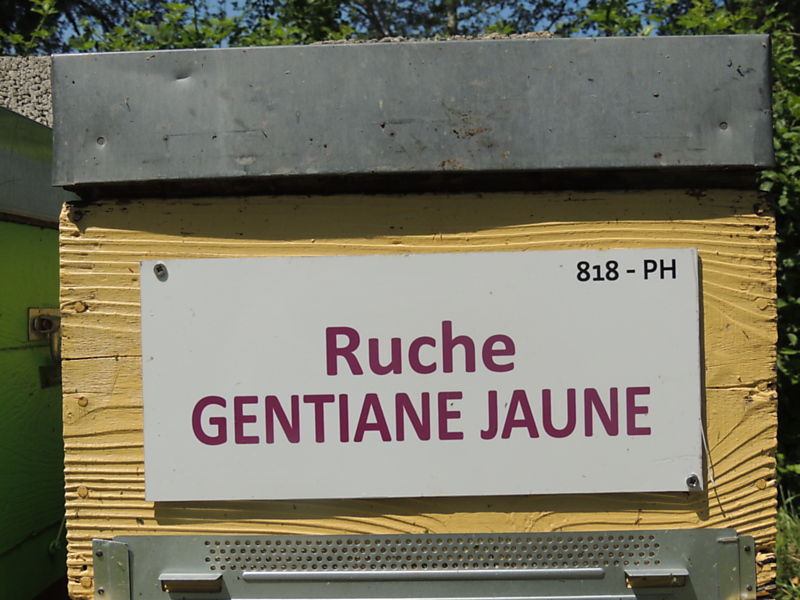 818 - PH
Ruche
GENTIANE JAUNE